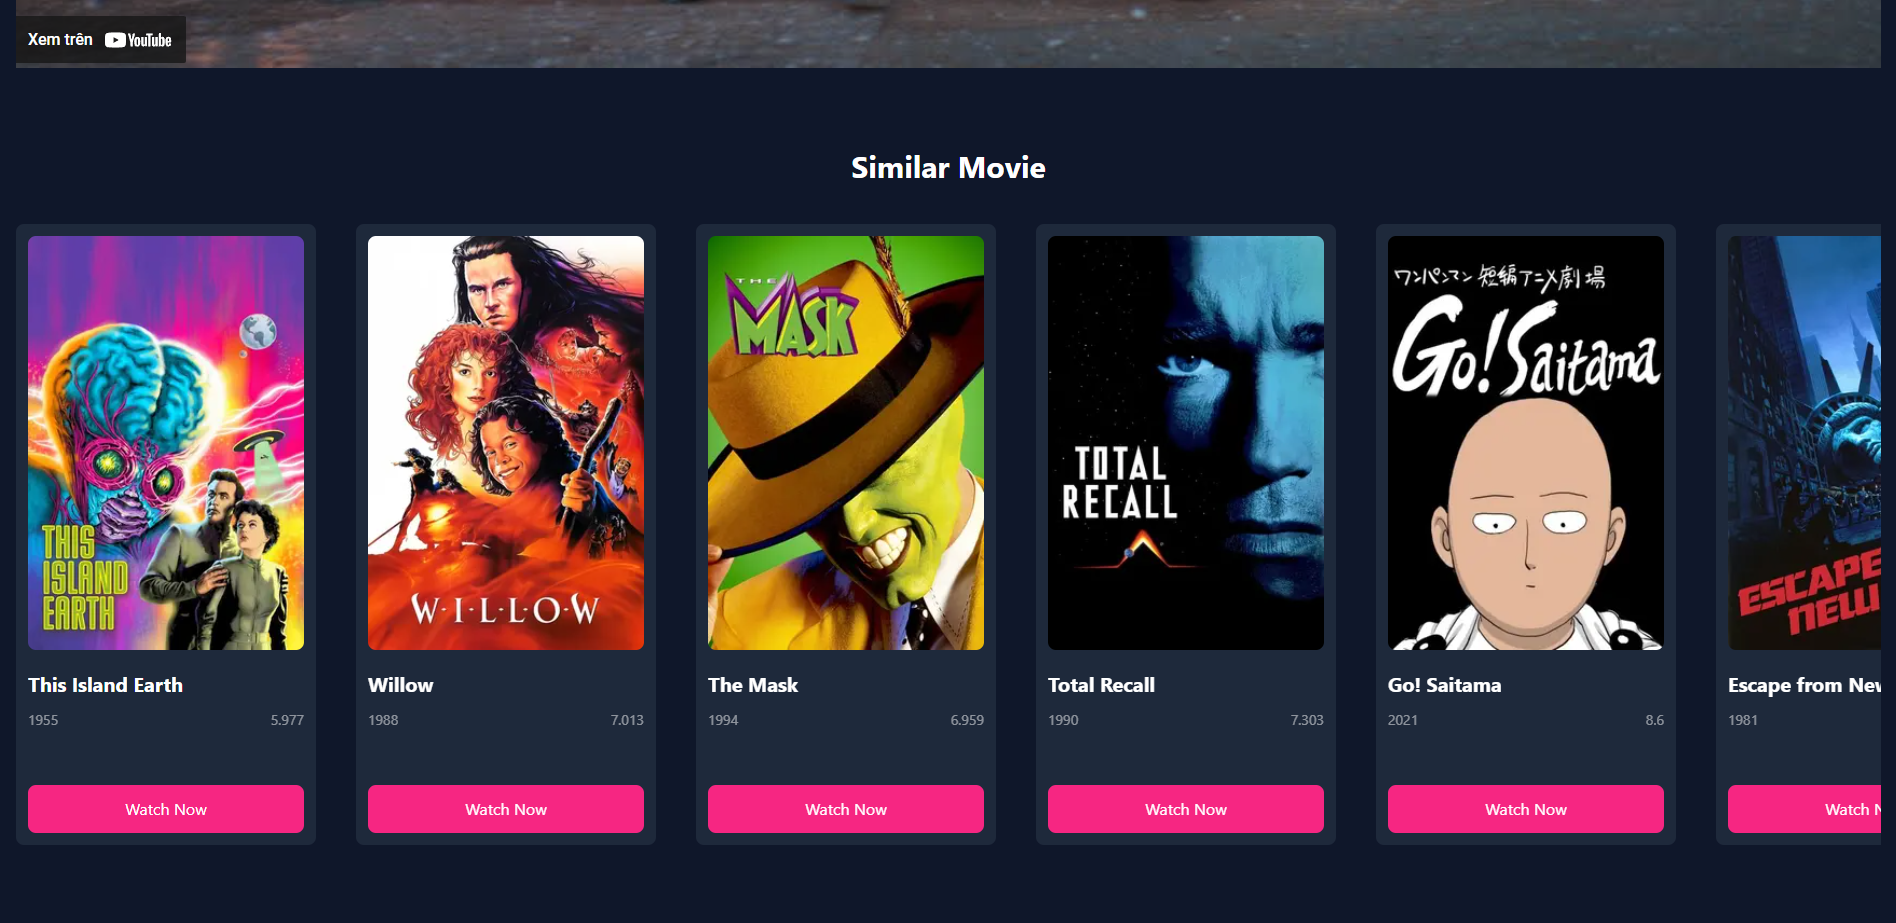 Xem trên YouTube
Similar Movie
THIS
ISLAND
EARTH
W·I·L·L·O·W
THE
MASK
TOTAL
RECALL
ワンパンマン 短編アニメ劇場
Go! Saitama
ESCAPE
This Island Earth
1955 5.977
Willow
1988 7.013
The Mask
1994 6.959
Total Recall
1990 7.303
Go! Saitama
2021 8.6
Escape from
1981
Watch Now
Watch Now
Watch Now
Watch Now
Watch Now
Watch